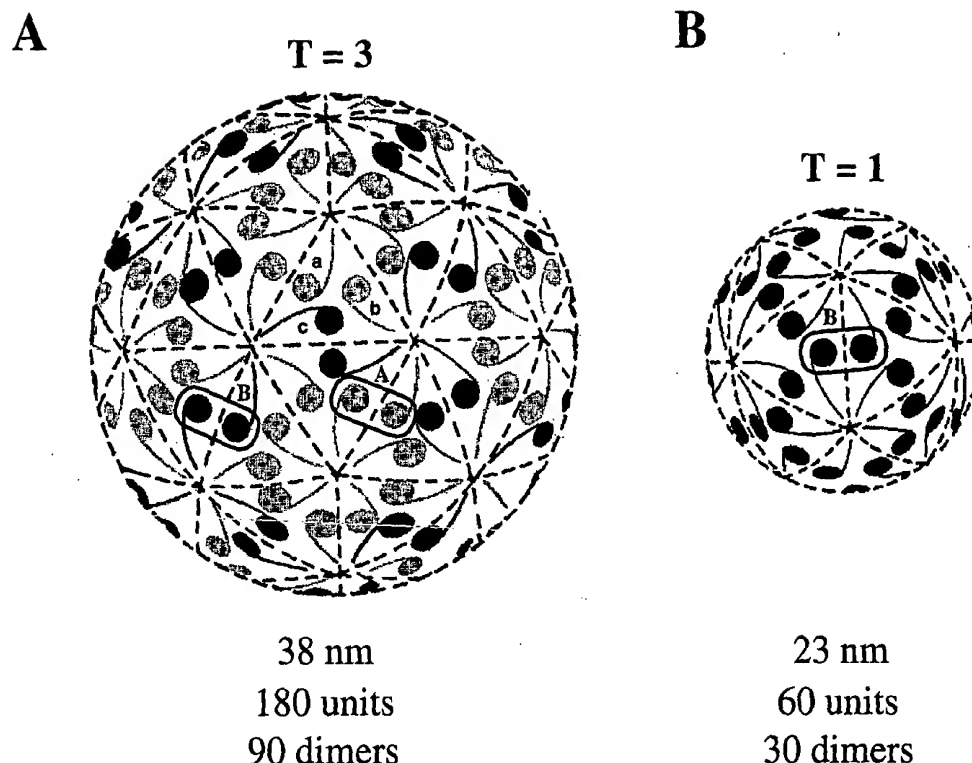 A
T = 3
a
b
c
A
B
38 nm
180 units
90 dimers
B
T = 1
B
23 nm
60 units
30 dimers